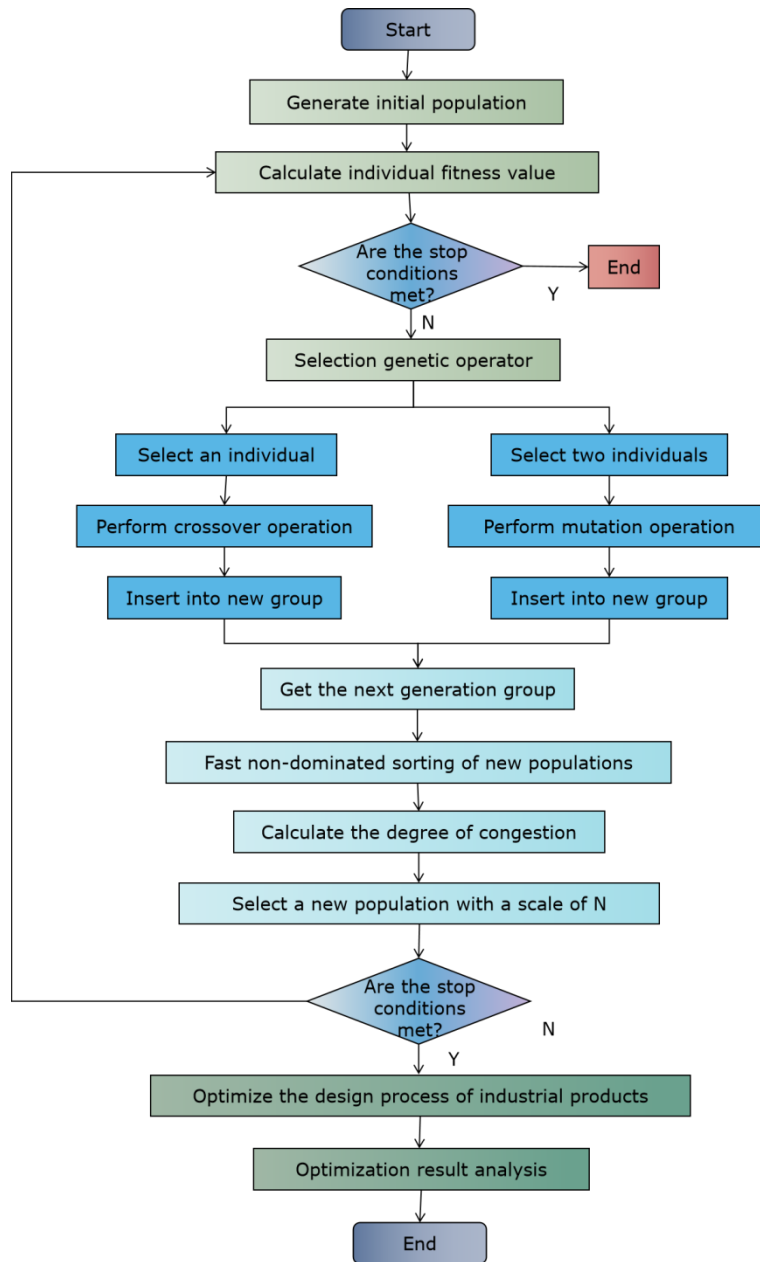 Start
Generate initial population
Calculate individual fitness value
Are the stop
conditions
met?
End
Y
N
Selection genetic operator
Select an individual
Select two individuals
Perform crossover operation
Perform mutation operation
Insert into new group
Insert into new group
Get the next generation group
Fast non-dominated sorting of new populations
Calculate the degree of congestion
Select a new population with a scale of N
Are the stop
conditions
met?
N
Y
Optimize the design process of industrial products
Optimization result analysis
End